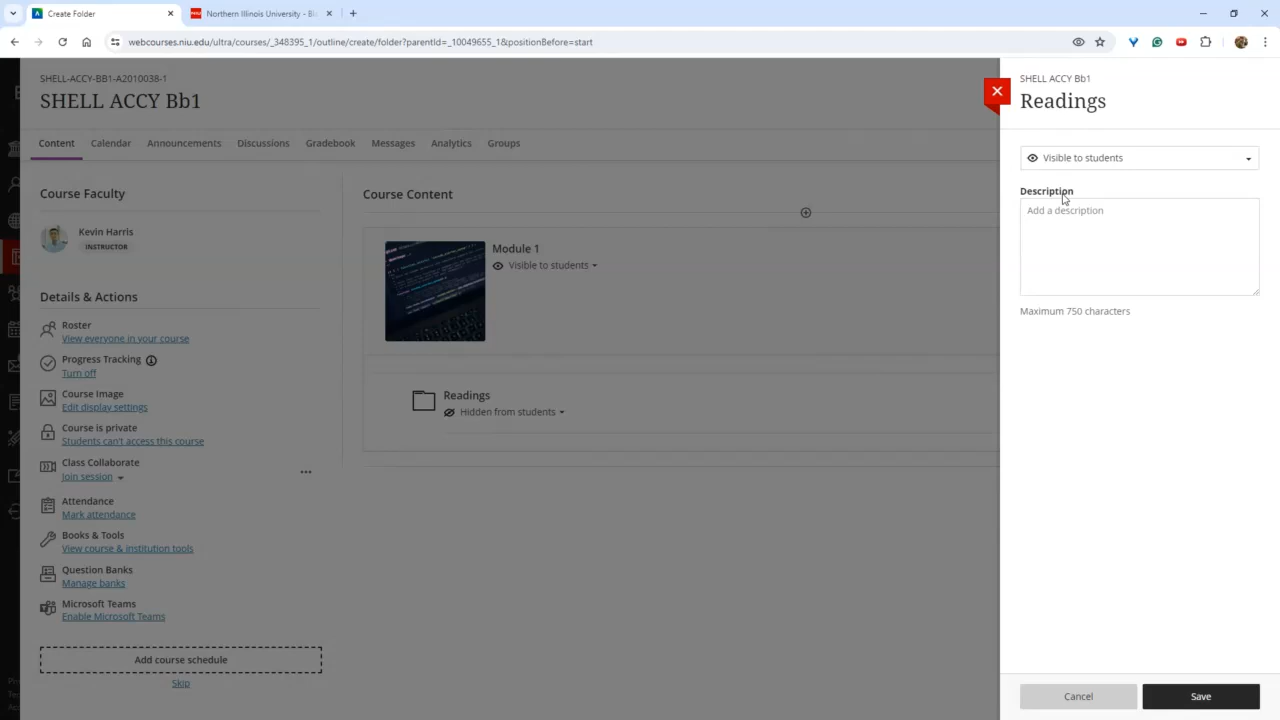 Create Folder
Northern Illinois University - Bl
webcourses.niu.edu/ultra/courses/_348395_1/outline/create/folder?parentId=_10049655_1&positionBefore=start
SHELL-ACCY-BB1-A2010038-1
SHELL ACCY Bb1
Content
Calendar
Announcements
Discussions
Gradebook
Messages
Analytics
Groups
Course Faculty
Kevin Harris
INSTRUCTOR
Details & Actions
Roster
View everyone in your course
Progress Tracking
Turn off
Course Image
Edit display settings
Course is private
Students can't access this course
Class Collaborate
Join session
Attendance
Mark attendance
Books & Tools
View course & institution tools
Question Banks
Manage banks
Microsoft Teams
Enable Microsoft Teams
Add course schedule
Skip
Course Content
Module 1
Visible to students
Readings
Hidden from students
SHELL ACCY Bb1
Readings
Visible to students
Description
Add a description
Maximum 750 characters
Cancel
Save